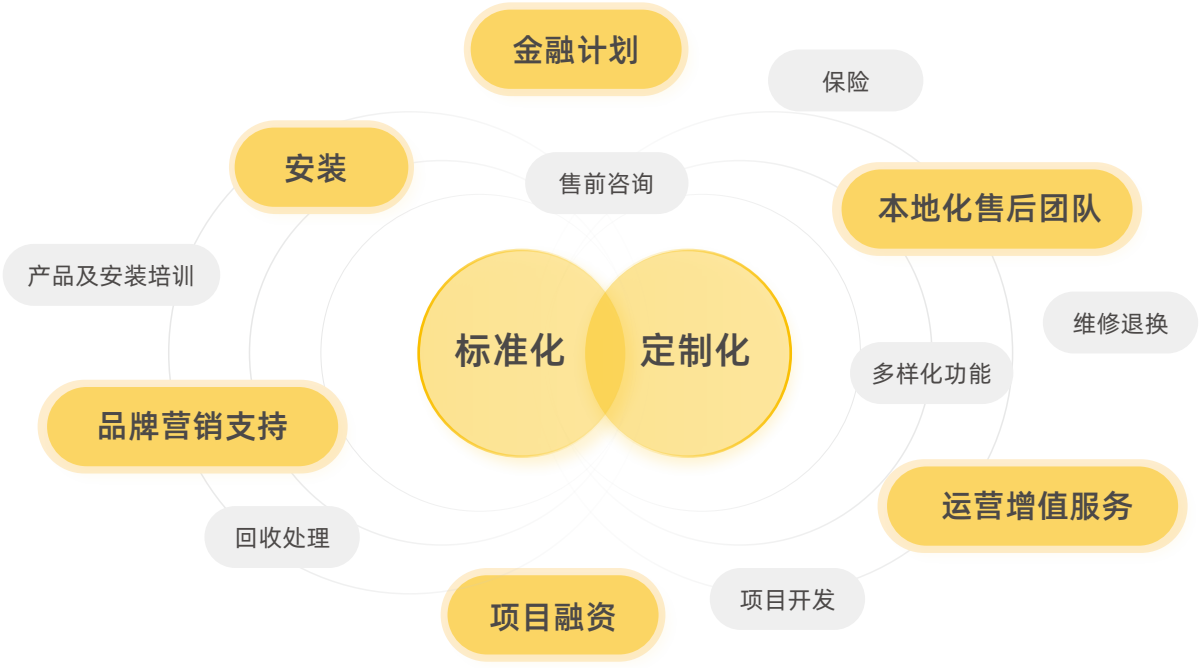 金融计划
保险
安装
售前咨询
本地化售后团队
产品及安装培训
维修退换
标准化
定制化
多样化功能
品牌营销支持
运营增值服务
回收处理
项目开发
项目融资